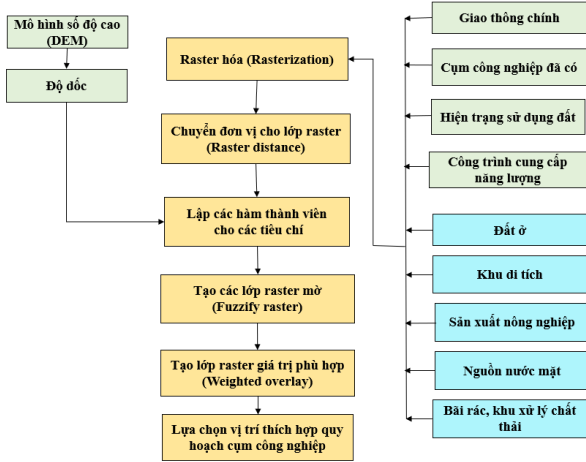 Mô hình số độ cao
(DEM)
Độ dốc
Raster hóa (Rasterization)
Chuyển đơn vị cho lớp raster
(Raster distance)
Lập các hàm thành viên
cho các tiêu chí
Tạo các lớp raster mờ
(Fuzzify raster)
Tạo lớp raster giá trị phù hợp
(Weighted overlay)
Lựa chọn vị trí thích hợp quy
hoạch cụm công nghiệp
Giao thông chính
Cụm công nghiệp đã có
Hiện trạng sử dụng đất
Công trình cung cấp
năng lượng
Đất ở
Khu di tích
Sản xuất nông nghiệp
Nguồn nước mặt
Bãi rác, khu xử lý chất
thải